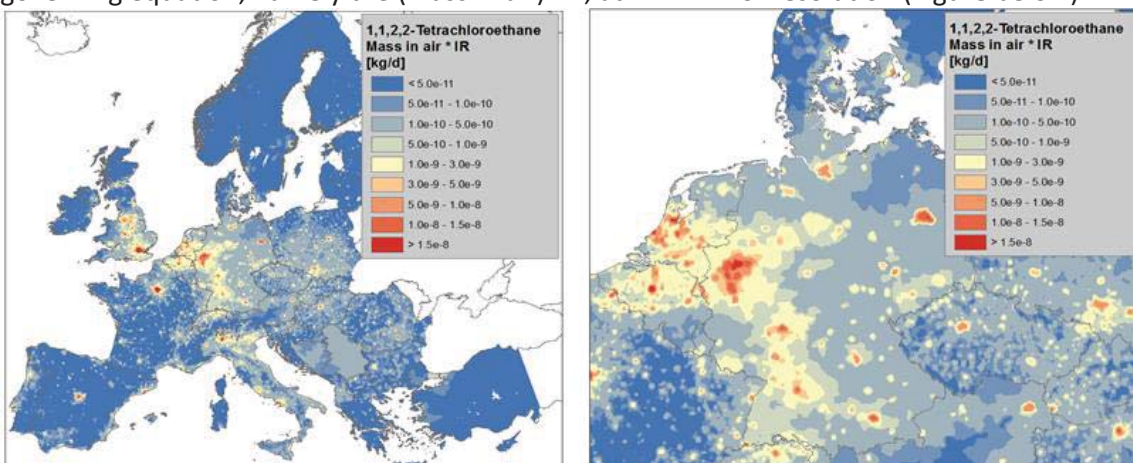 governing equation, namely the
resolution
1,1,2,2-Tetrachloroethane
Mass in air * IR
[kg/d]
< 5.0e-11
5.0e-11 - 1.0e-10
1.0e-10 - 5.0e-10
5.0e-10 - 1.0e-9
1.0e-9 - 3.0e-9
3.0e-9 - 5.0e-9
5.0e-9 - 1.0e-8
1.0e-8 - 1.5e-8
> 1.5e-8
1,1,2,2-Tetrachloroethane
Mass in air * IR
[kg/d]
< 5.0e-11
5.0e-11 - 1.0e-10
1.0e-10 - 5.0e-10
5.0e-10 - 1.0e-9
1.0e-9 - 3.0e-9
3.0e-9 - 5.0e-9
5.0e-9 - 1.0e-8
1.0e-8 - 1.5e-8
> 1.5e-8